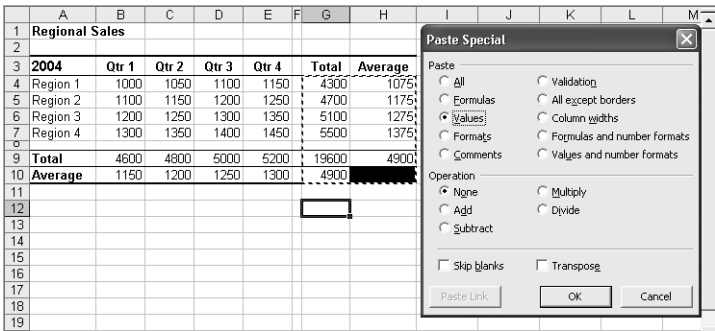 A B C D E F G H I J K L M
1 Regional Sales
2
3 2004 Qtr 1 Qtr 2 Qtr 3 Qtr 4 Total Average
4 Region 1 1000 1050 1100 1150 4300 1075
5 Region 2 1100 1150 1200 1250 4700 1175
6 Region 3 1200 1250 1300 1350 5100 1275
7 Region 4 1300 1350 1400 1450 5500 1375
8
9 Total 4600 4800 5000 5200 19600 4900
10 Average 1150 1200 1250 1300 4900
11
12
13
14
15
16
17
18
19
Paste Special
Paste
All Validation
Formulas All except borders
Values Column widths
Formats Formulas and number formats
Comments Values and number formats
Operation
None Multiply
Add Divide
Subtract
Skip blanks Transpose
Paste Link OK Cancel